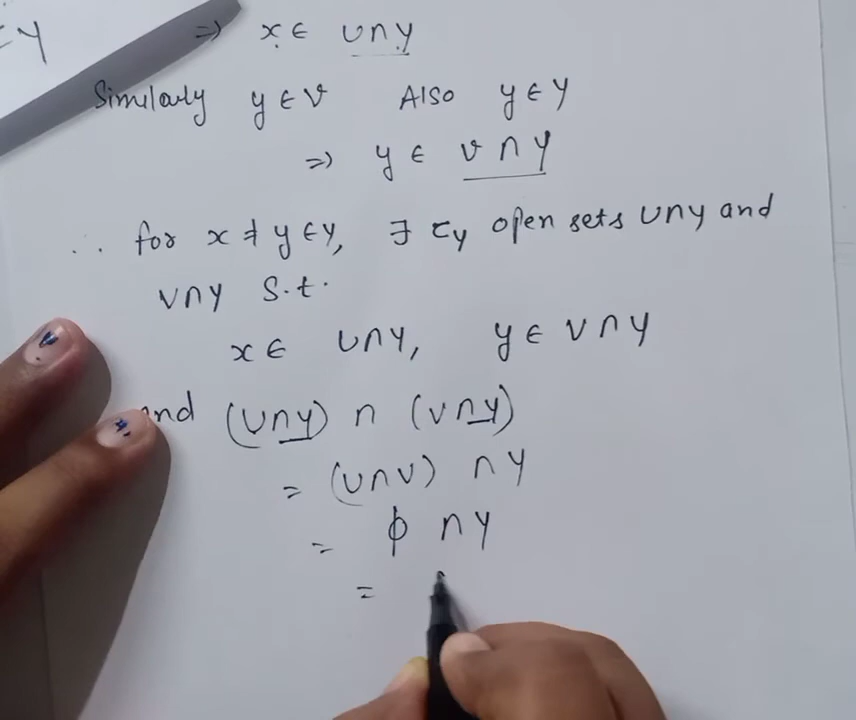 ⇒ x ∈ U∩Y
Similarly y ∈ V Also y ∈ Y
⇒ y ∈ V ∩ Y
∴ for x ≠ y ∈ Y, ∃ τy open sets U∩Y and
V∩Y s.t.
x ∈ U∩Y, y ∈ V∩Y
and (U∩Y) ∩ (V∩Y)
= (U∩V) ∩Y
= ϕ ∩Y
=